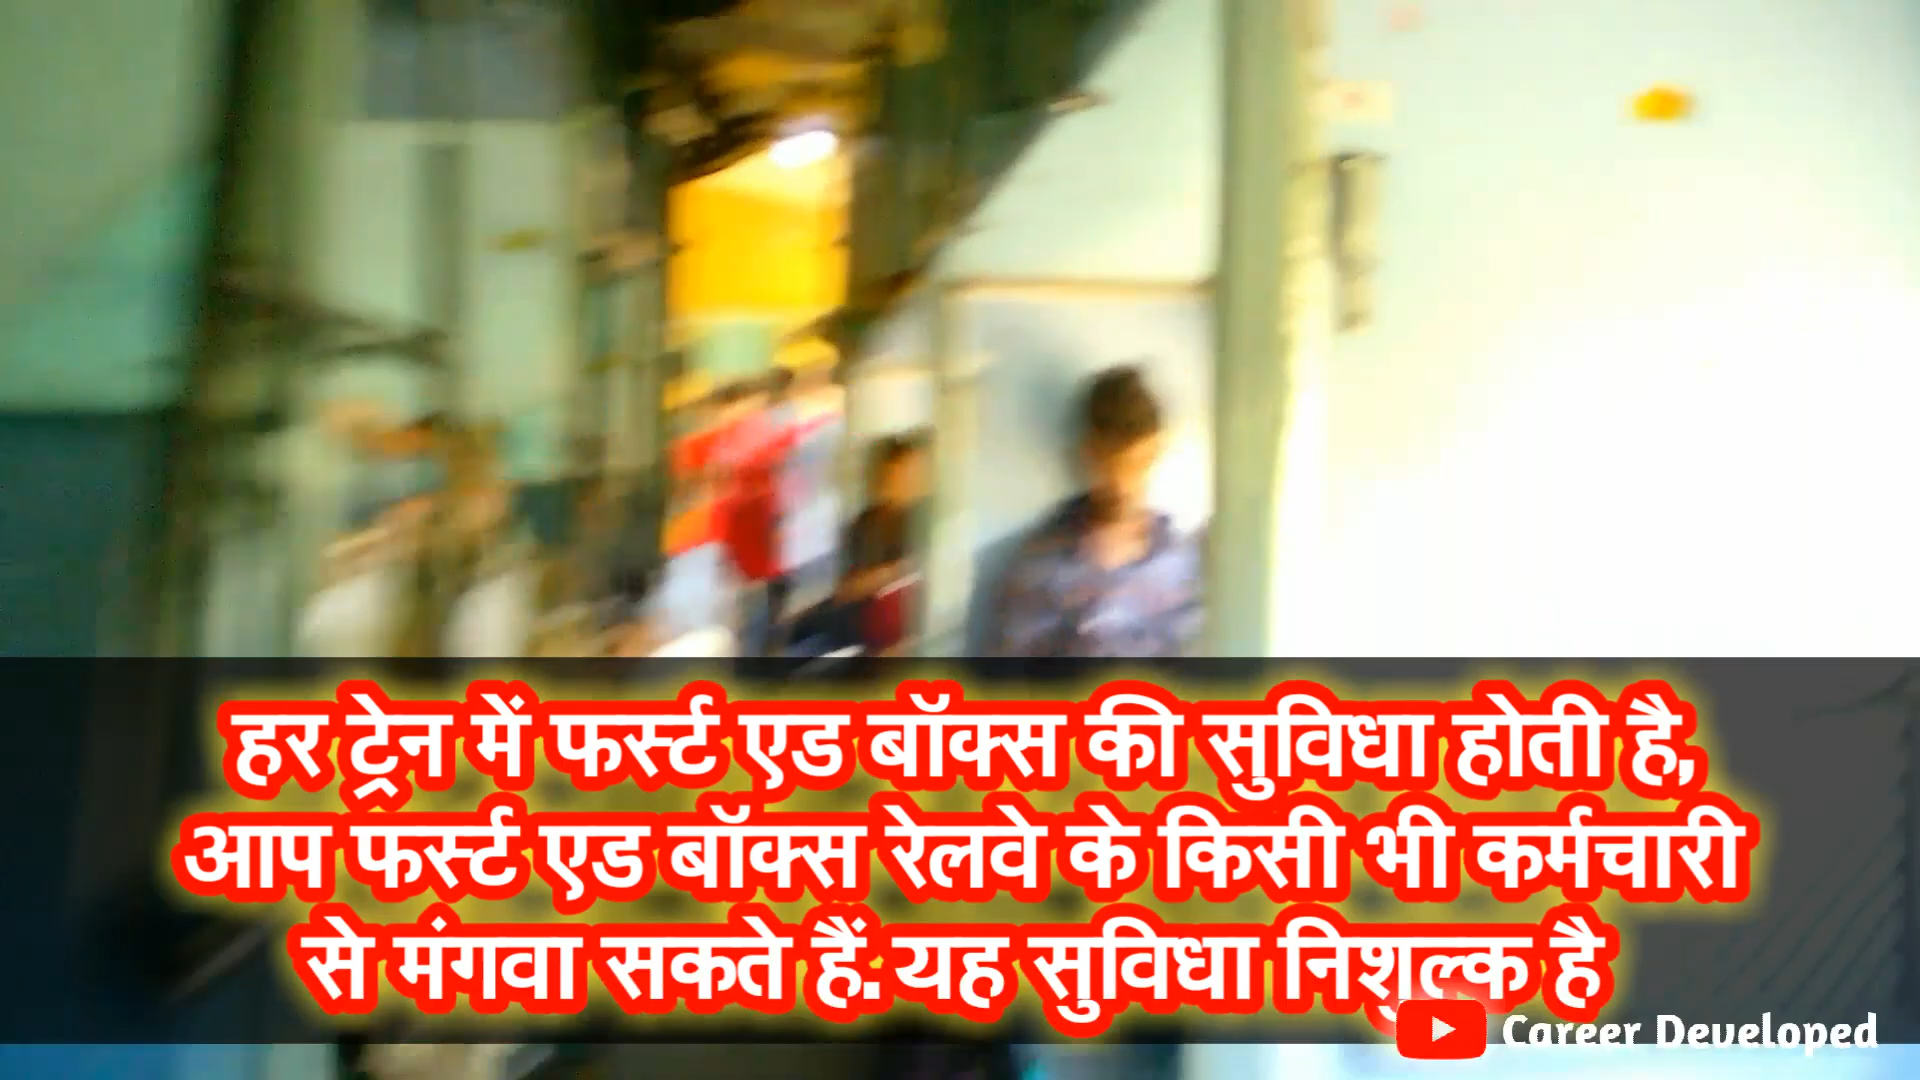 हर ट्रेन में फर्स्ट एड बॉक्स की सुविधा होती है,
आप फर्स्ट एड बॉक्स रेलवे के किसी भी कर्मचारी
से मंगवा सकते हैं. यह सुविधा निशुल्क है
Career Developed